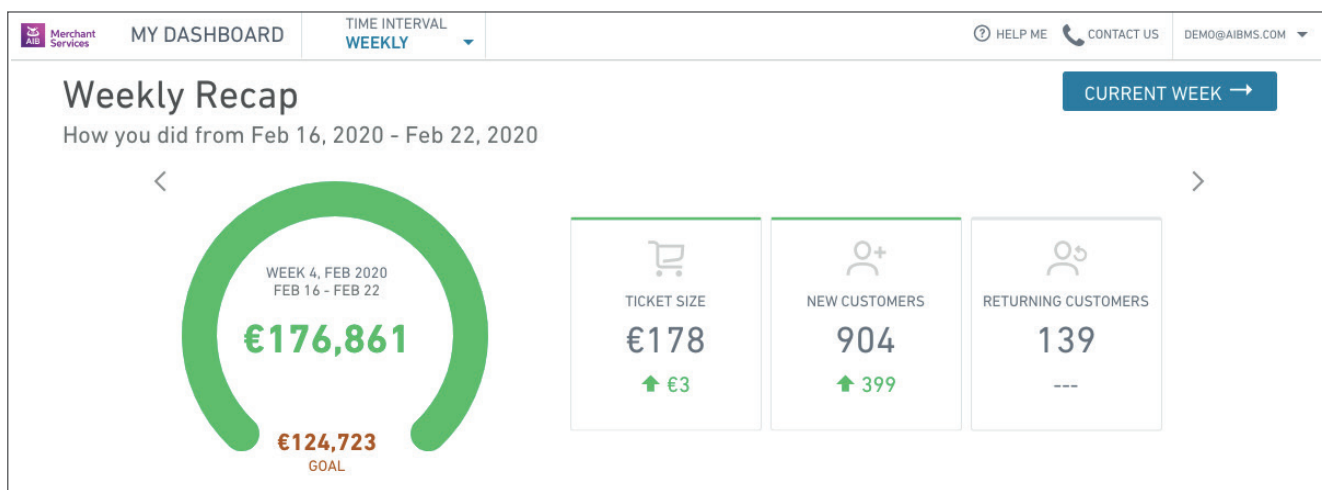 AIB
Merchant
Services
MY DASHBOARD
TIME INTERVAL
WEEKLY
? HELP ME
CONTACT US
DEMO@AIBMS.COM
Weekly Recap
CURRENT WEEK →
How you did from Feb 16, 2020 - Feb 22, 2020
WEEK 4, FEB 2020
FEB 16 - FEB 22
€176,861
€124,723
GOAL
TICKET SIZE
€178
€3
NEW CUSTOMERS
904
399
RETURNING CUSTOMERS
139
---